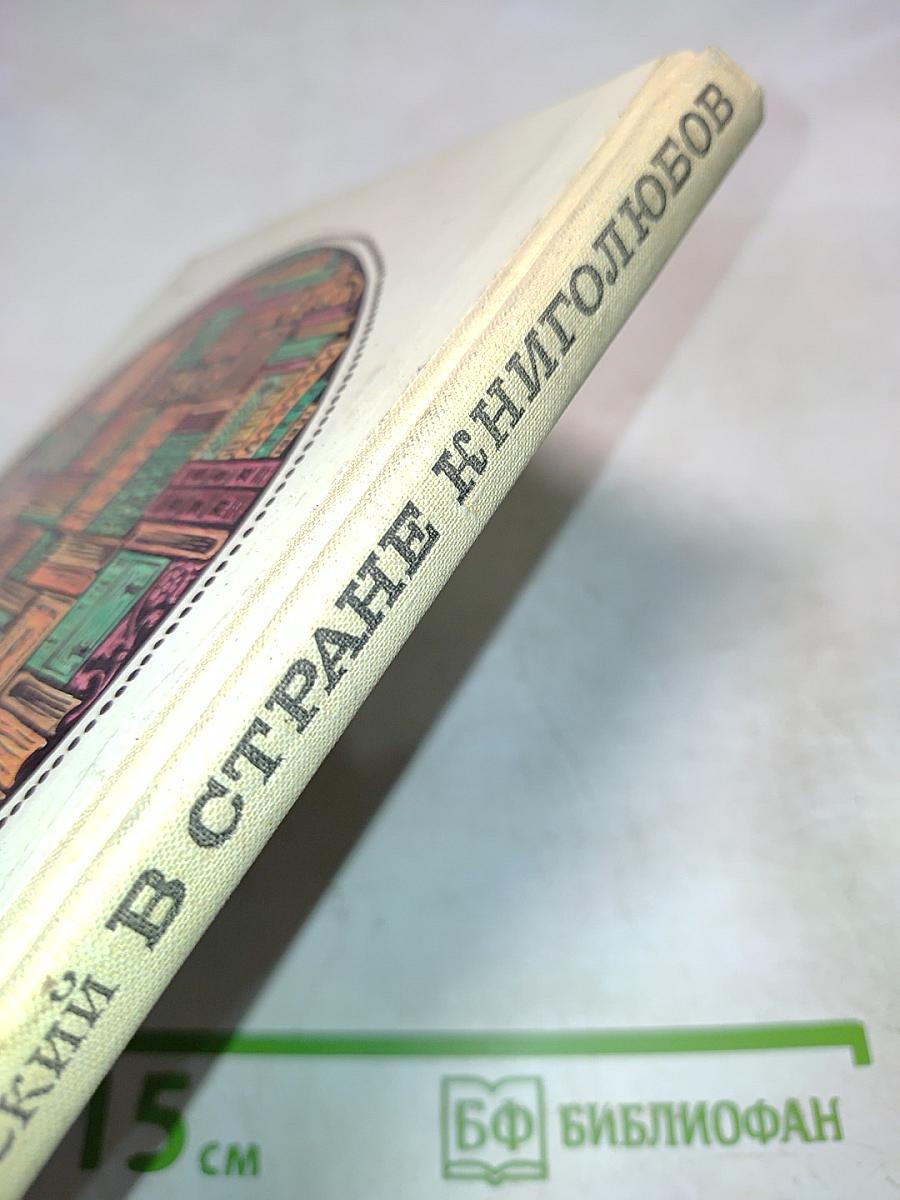 СКИЙ В СТРАНЕ КНИГОЛЮБОВ
15 см
БФ БИБЛИОФАН